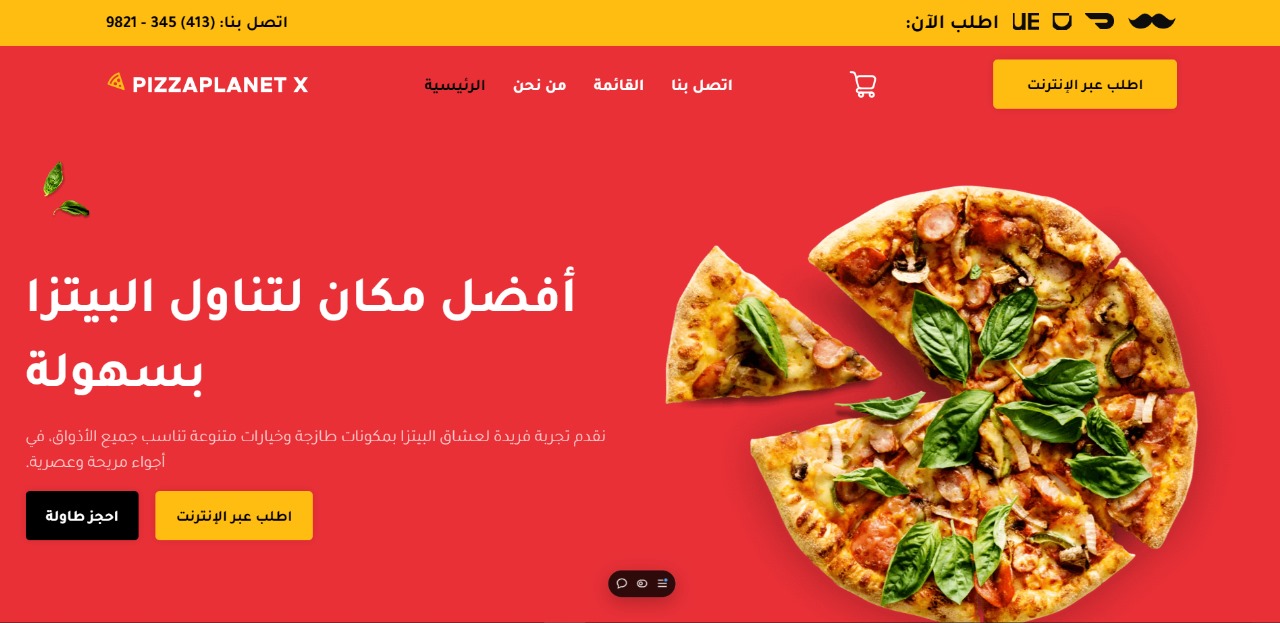 اطلب الآن:
اتصل بنا: (413) 345 - 9821
PIZZAPLANET X
الرئيسية
من نحن
القائمة
اتصل بنا
اطلب عبر الإنترنت
أفضل مكان لتناول البيتزا
بسهولة
نقدم تجربة فريدة لعشاق البيتزا بمكونات طازجة وخيارات متنوعة تناسب جميع الأذواق، في
أجواء مريحة وعصرية.
احجز طاولة
اطلب عبر الإنترنت